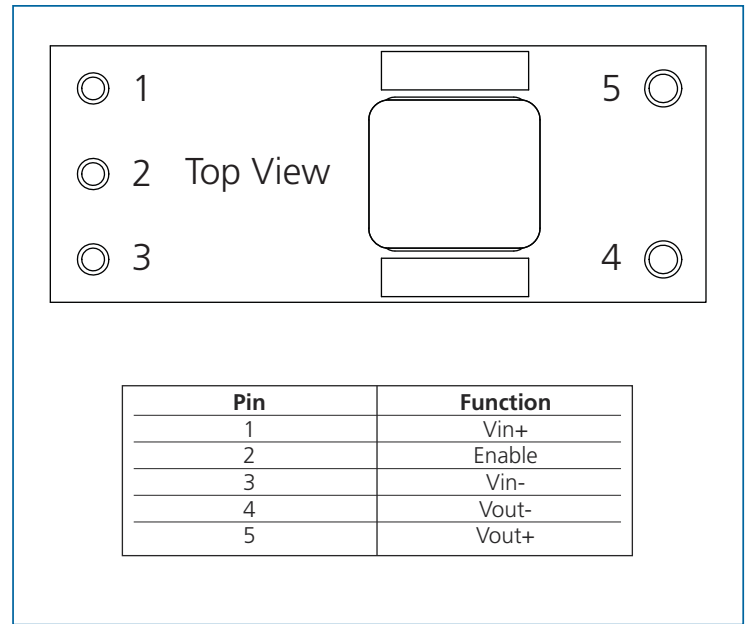 1 5
2 Top View
3 4
Pin Function
1 Vin+
2 Enable
3 Vin-
4 Vout-
5 Vout+